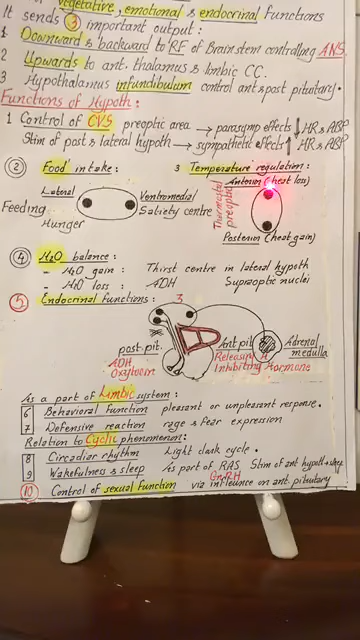 vegetative, emotional & endocrinal functions
It sends 3 important output:
1 Downward & backward to RF of Brainstem controlling ANS.
2 Upwards to ant. thalamus & limbic CC.
3 Hypothalamus infundibulum control ant & post pituitary.
Functions of Hypoth:
1 Control of CVS preoptic area → parasymp effects ↓ HR & ABP
Stim of post & lateral hypoth → sympathetic effects ↑ HR & ABP
2 Food intake:
Lateral
Feeding
Hunger
Ventromedial
Satiety centre
3 Temperature regulation:
Anterior (heat loss)
preoptic
Posterior (heat gain)
4 H2O balance:
- H2O gain: Thirst centre in lateral hypoth
- H2O loss: ADH Supraoptic nuclei
5 Endocrinal functions: 3
post pit.
ADH
Oxytocin
Ant pit.
Releasing &
Inhibiting Hormone
Adrenal
medulla
As a part of Limbic system:
6 Behavioral Function pleasant or unpleasant response.
7 Defensive reaction rage & fear expression
Relation to Cyclic phenomenon:
8 Circadiar rhythm Light dark cycle.
9 Wakefulness & sleep As part of RAS Stim of ant hypoth → sleep
GnRH
10 Control of sexual function via influence on ant. pituitary